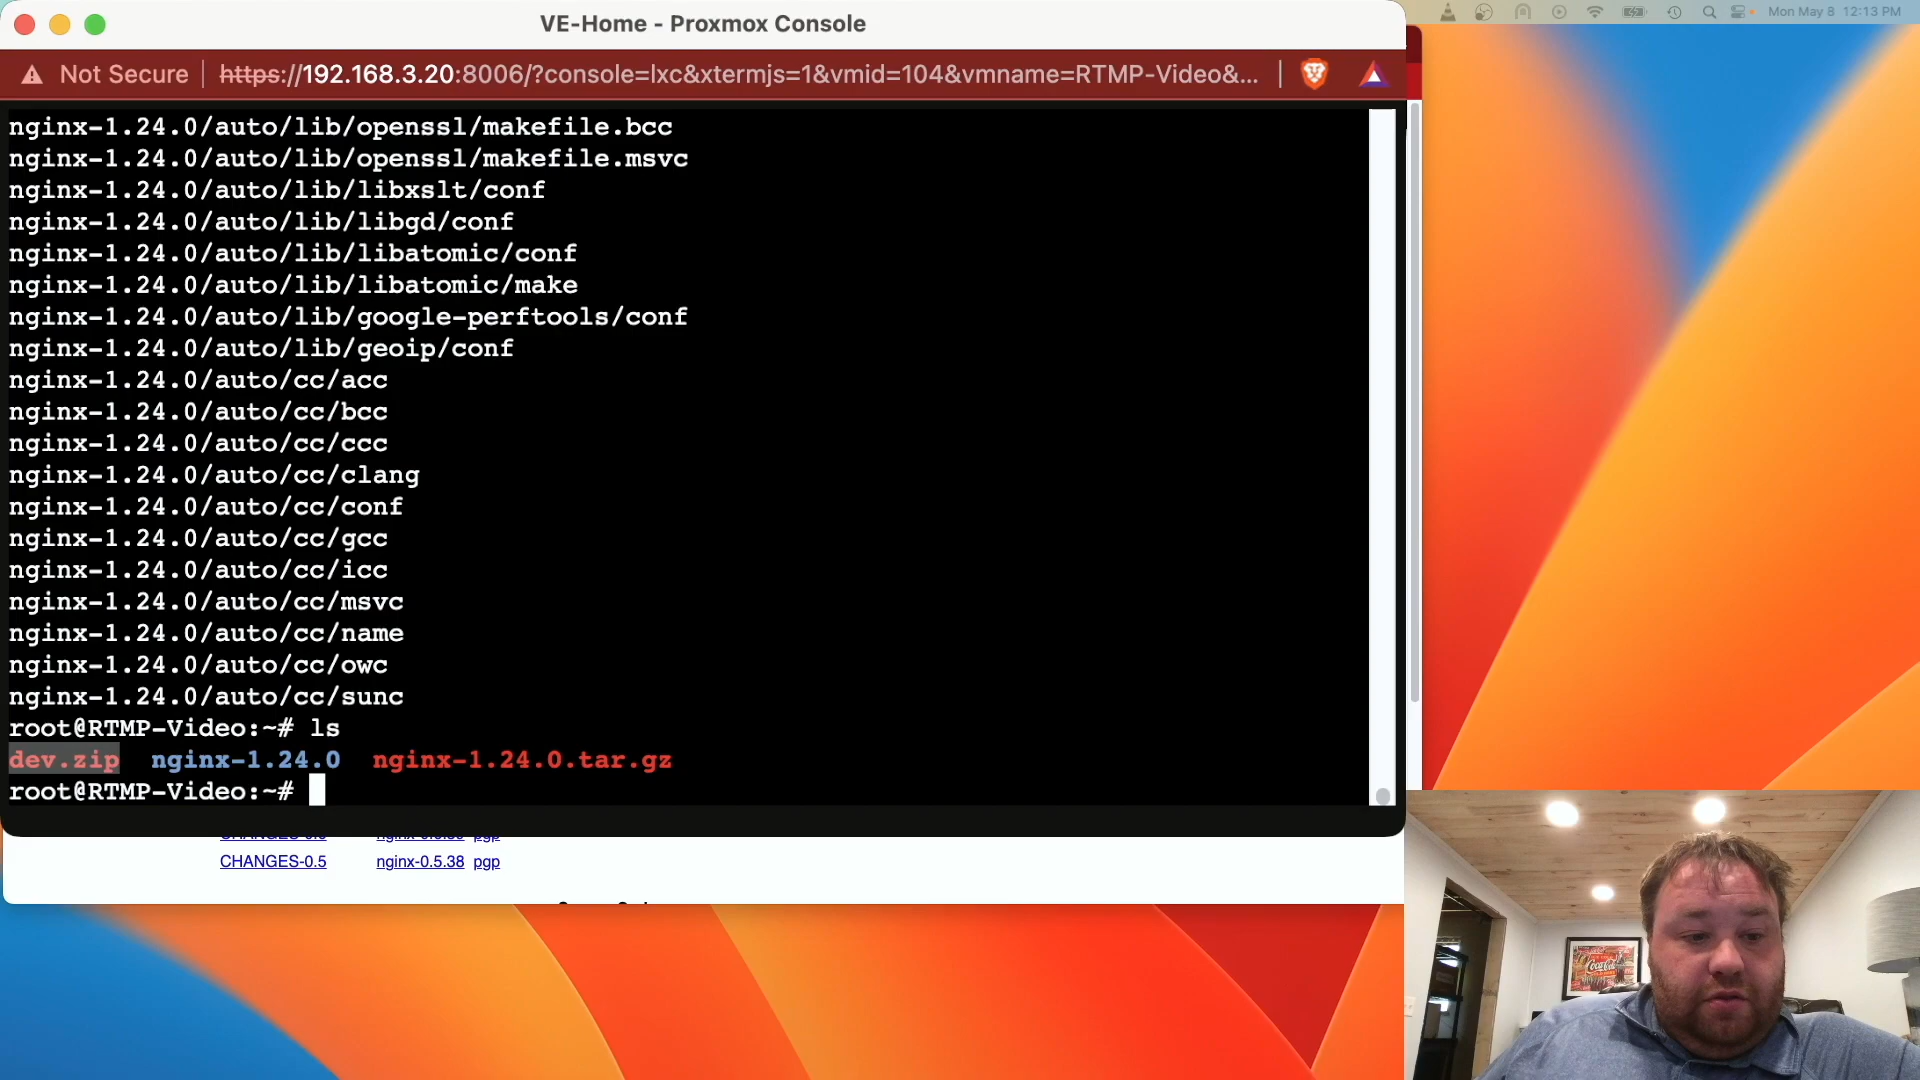 VE-Home - Proxmox Console
Mon May 8 12:13 PM
Not Secure
https://192.168.3.20:8006/?console=lxc&xtermjs=1&vmid=104&vmname=RTMP-Video&...
nginx-1.24.0/auto/lib/openssl/makefile.bcc
nginx-1.24.0/auto/lib/openssl/makefile.msvc
nginx-1.24.0/auto/lib/libxslt/conf
nginx-1.24.0/auto/lib/libgd/conf
nginx-1.24.0/auto/lib/libatomic/conf
nginx-1.24.0/auto/lib/libatomic/make
nginx-1.24.0/auto/lib/google-perftools/conf
nginx-1.24.0/auto/lib/geoip/conf
nginx-1.24.0/auto/cc/acc
nginx-1.24.0/auto/cc/bcc
nginx-1.24.0/auto/cc/ccc
nginx-1.24.0/auto/cc/clang
nginx-1.24.0/auto/cc/conf
nginx-1.24.0/auto/cc/gcc
nginx-1.24.0/auto/cc/icc
nginx-1.24.0/auto/cc/msvc
nginx-1.24.0/auto/cc/name
nginx-1.24.0/auto/cc/owc
nginx-1.24.0/auto/cc/sunc
root@RTMP-Video:~# ls
dev.zip nginx-1.24.0 nginx-1.24.0.tar.gz
root@RTMP-Video:~#
CHANGES-0.5 nginx-0.5.38 pgp
Coca-Cola